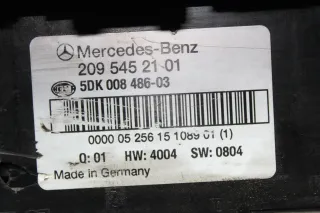 Mercedes-Benz
209 545 21 01
5DK 008 486-03
0000 05 256 15 1089 01 (1)
Q: 01 HW: 4004 SW: 0804
Made in Germany